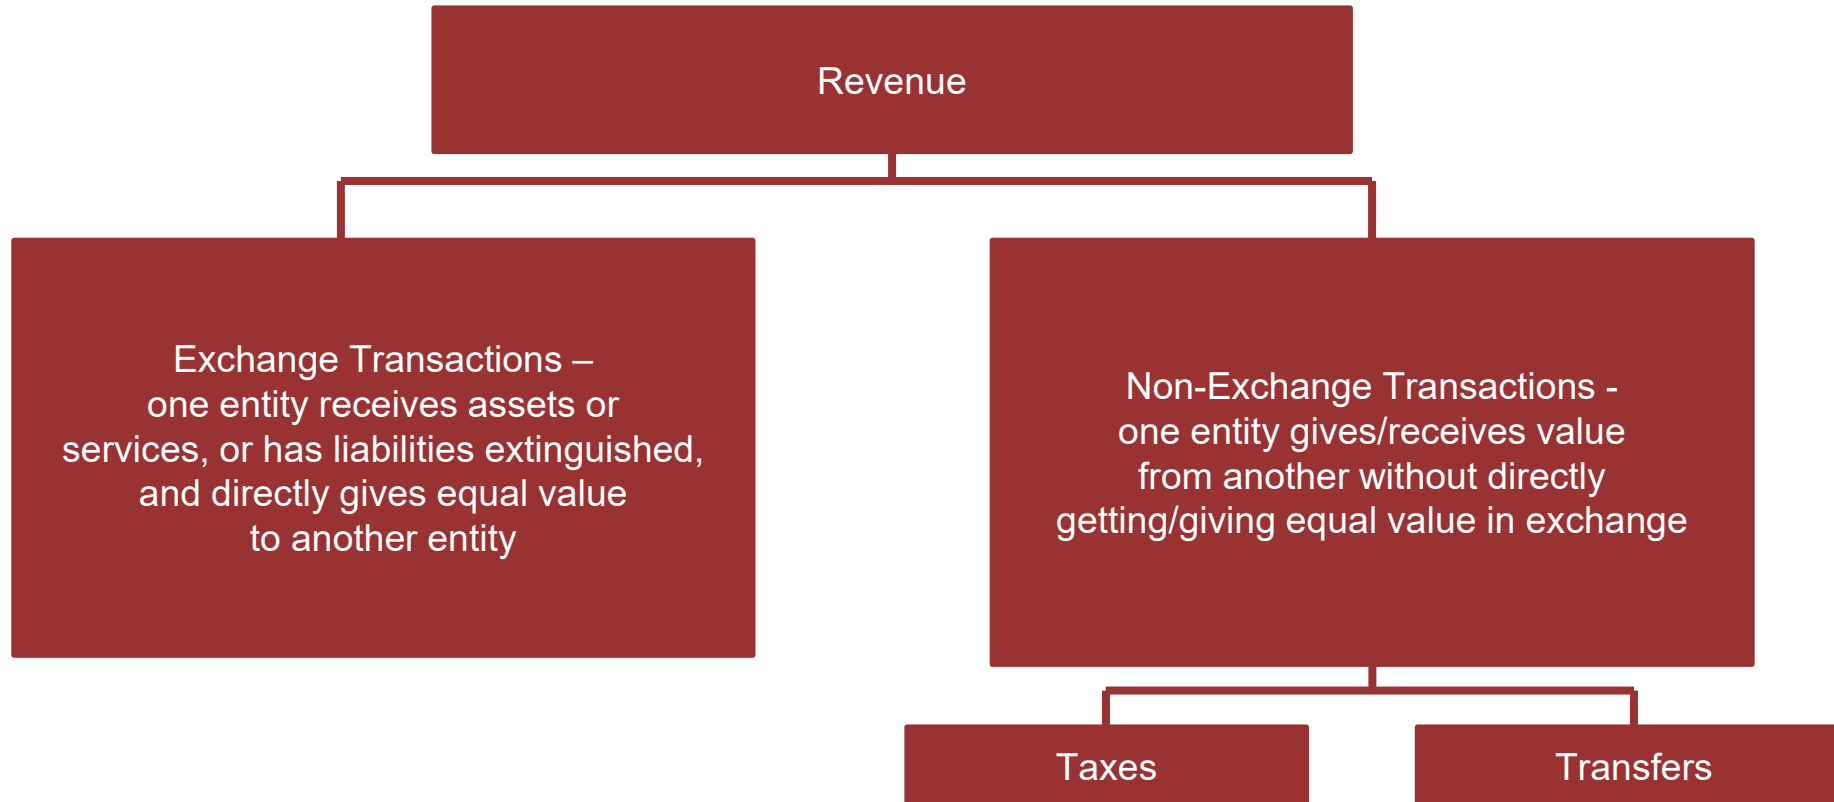 Revenue
Exchange Transactions –
one entity receives assets or
services, or has liabilities extinguished,
and directly gives equal value
to another entity
Non-Exchange Transactions -
one entity gives/receives value
from another without directly
getting/giving equal value in exchange
Taxes
Transfers